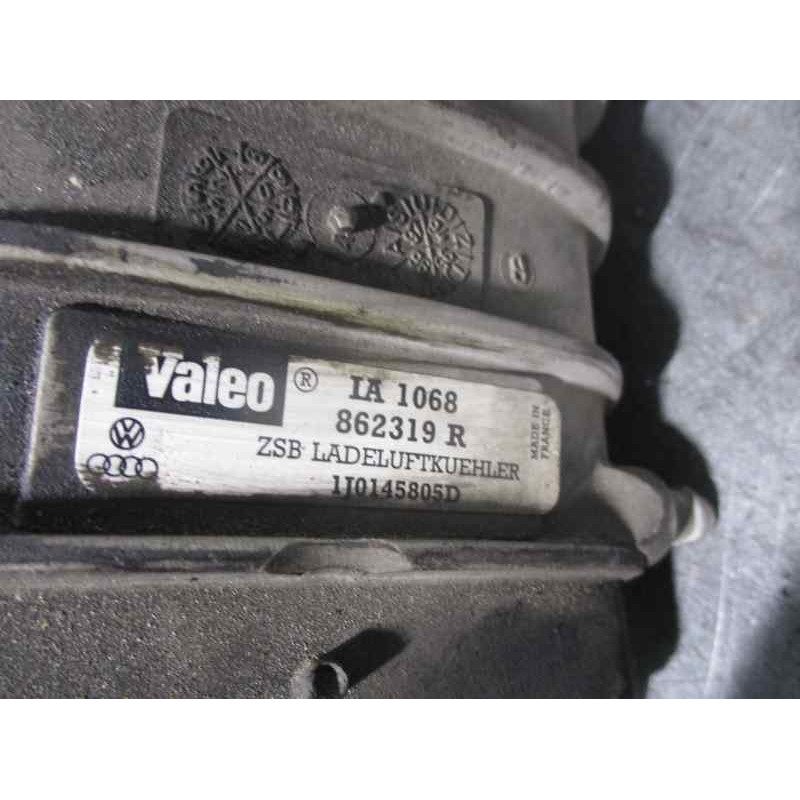 Valeo ® IA 1068
862319 R
ZSB LADELUFTKUEHLER
1J0145805D
MADE IN
FRANCE